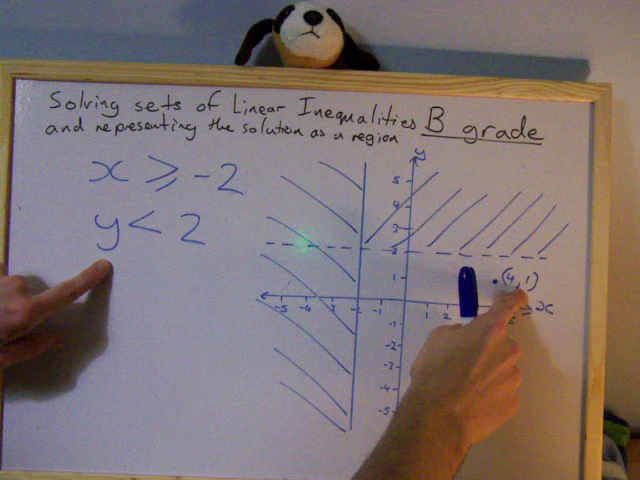 Solving sets of Linear Inequalities B grade
and representing the solution as a region
x ≥ -2
y < 2
y
5
4
3
2
1
-5 -4 -3 -2 -1 1 2 x
(4, 1)
-1
-2
-3
-4
-5